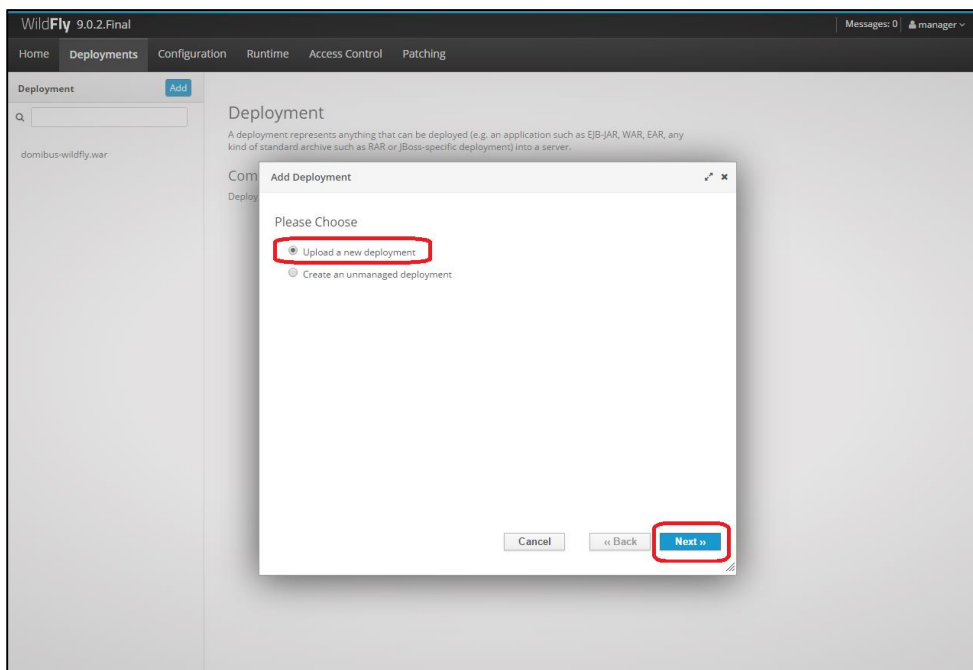 WildFly 9.0.2.Final
Messages: 0 manager
Home Deployments Configuration Runtime Access Control Patching
Deployment Add
domibus-wildfly.war
Deployment
A deployment represents anything that can be deployed (e.g. an application such as EJB-JAR, WAR, EAR, any
kind of standard archive such as RAR or JBoss-specific deployment) into a server.
Com
Deploy
Add Deployment
Please Choose
Upload a new deployment
Create an unmanaged deployment
Cancel ‹‹ Back Next ››